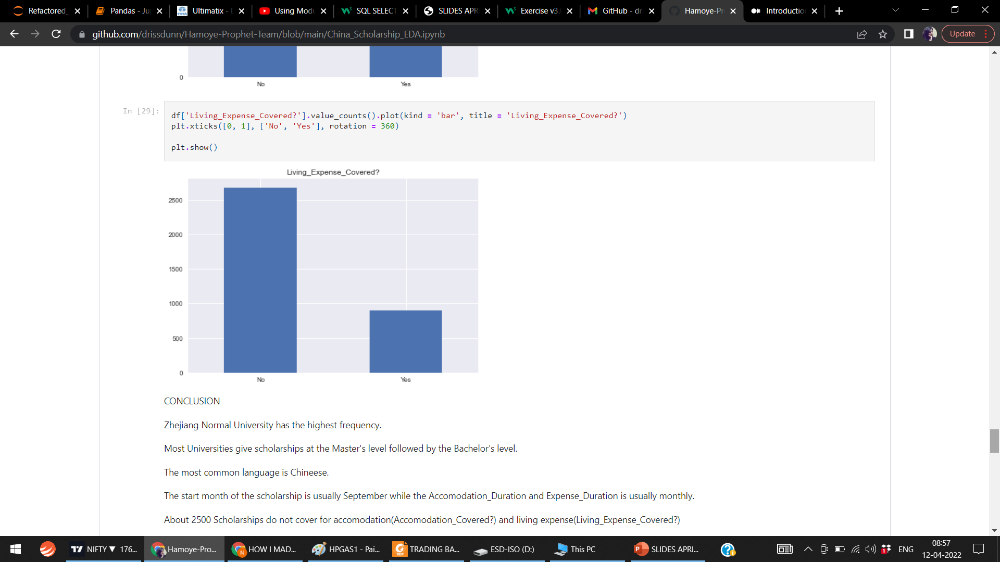 Refactored_
Pandas - Ju
Ultimatix - D
Using Modu
SQL SELECT
SLIDES APR
Exercise v3.
GitHub - dri
Hamoye-Pr
Introductio
github.com/drissdunn/Hamoye-Prophet-Team/blob/main/China_Scholarship_EDA.ipynb
Update
0
No Yes
In [29]:
df['Living_Expense_Covered?'].value_counts().plot(kind = 'bar', title = 'Living_Expense_Covered?')
plt.xticks([0, 1], ['No', 'Yes'], rotation = 360)
plt.show()
Living_Expense_Covered?
2500
2000
1500
1000
500
0
No Yes
CONCLUSION
Zhejiang Normal University has the highest frequency.
Most Universities give scholarships at the Master's level followed by the Bachelor's level.
The most common language is Chineese.
The start month of the scholarship is usually September while the Accomodation_Duration and Expense_Duration is usually monthly.
About 2500 Scholarships do not cover for accomodation(Accomodation_Covered?) and living expense(Living_Expense_Covered?)
NIFTY ▼ 176...
Hamoye-Pro...
HOW I MAD...
HPGAS1 - Pai...
TRADING BA...
ESD-ISO (D:)
This PC
SLIDES APRI...
ENG
08:57
12-04-2022